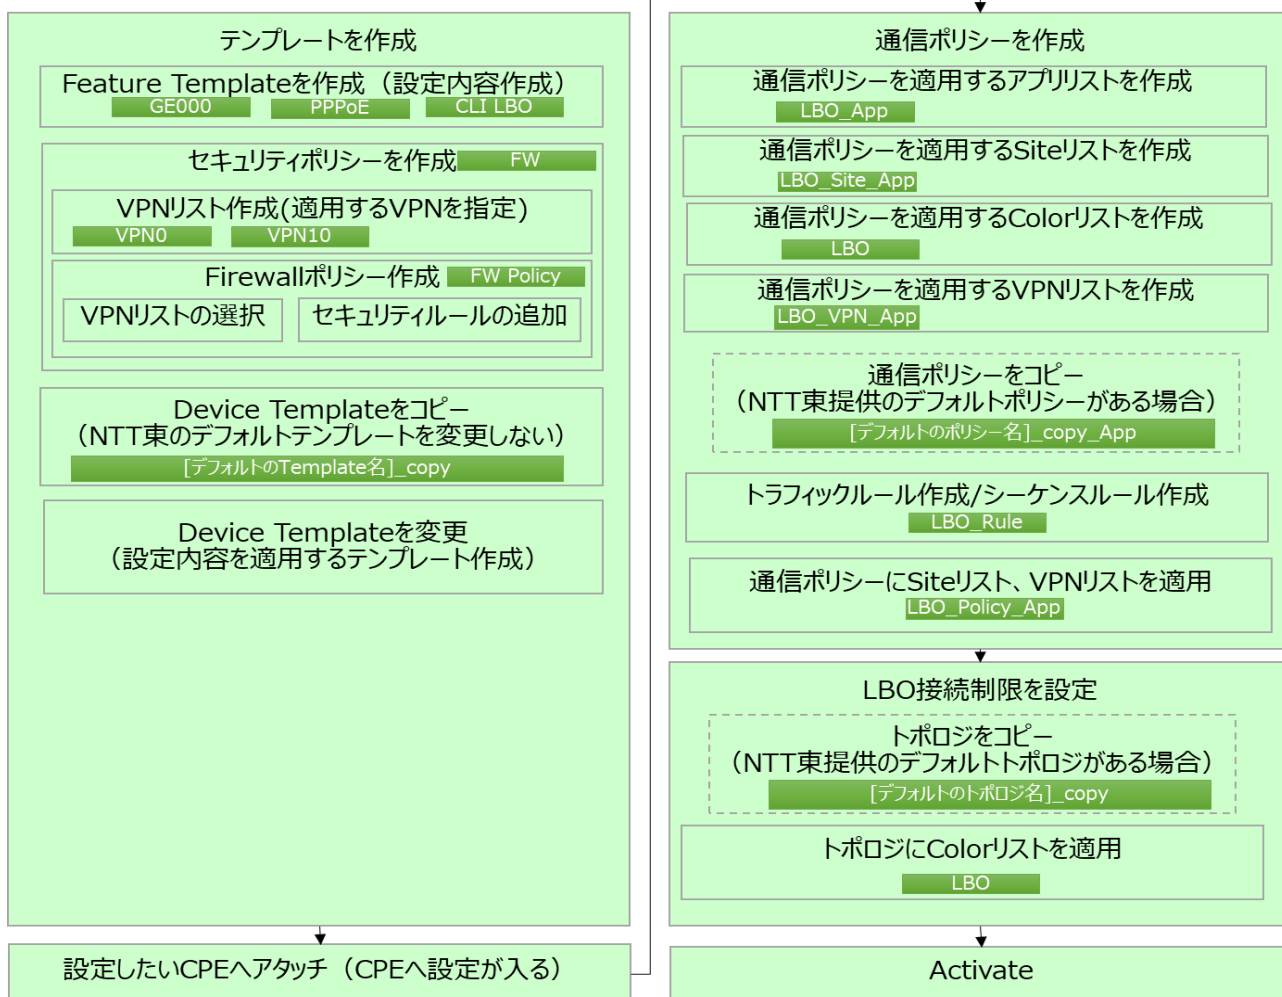 テンプレートを作成
Feature Templateを作成（設定内容作成）
GE000
PPPoE
CLI LBO
セキュリティポリシーを作成
FW
VPNリスト作成(適用するVPNを指定)
VPN0
VPN10
Firewallポリシー作成
FW Policy
VPNリストの選択
セキュリティルールの追加
Device Templateをコピー
（NTT東のデフォルトテンプレートを変更しない）
[デフォルトのTemplate名]_copy
Device Templateを変更
（設定内容を適用するテンプレート作成）
設定したいCPEへアタッチ（CPEへ設定が入る）
通信ポリシーを作成
通信ポリシーを適用するアプリリストを作成
LBO_App
通信ポリシーを適用するSiteリストを作成
LBO_Site_App
通信ポリシーを適用するColorリストを作成
LBO
通信ポリシーを適用するVPNリストを作成
LBO_VPN_App
通信ポリシーをコピー
（NTT東提供のデフォルトポリシーがある場合）
[デフォルトのポリシー名]_copy_App
トラフィックルール作成/シーケンスルール作成
LBO_Rule
通信ポリシーにSiteリスト、VPNリストを適用
LBO_Policy_App
LBO接続制限を設定
トポロジをコピー
（NTT東提供のデフォルトトポロジがある場合）
[デフォルトのトポロジ名]_copy
トポロジにColorリストを適用
LBO
Activate